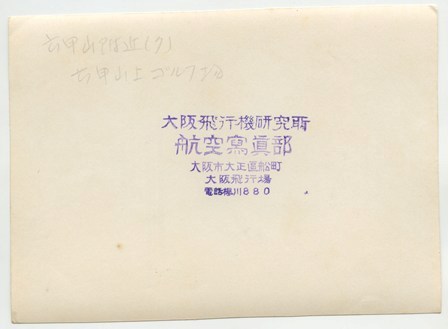 六甲山附近(ク)
六甲山上ゴルフ場
大阪飛行機研究所
航空寫眞部
大阪市大正區船町
大阪飛行場
電話櫻川880